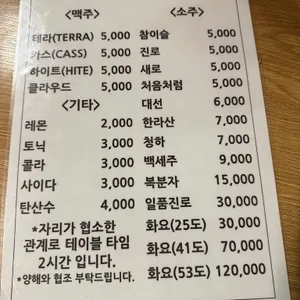 <맥주>
테라(TERRA) 5,000
카스(CASS) 5,000
하이트(HITE) 5,000
클라우드 5,000
<기타>
레몬 2,000
토닉 3,000
콜라 3,000
사이다 3,000
탄산수 4,000
*자리가 협소한
관계로 테이블 타임
2시간 입니다.
*양해와 협조 부탁드립니다.
<소주>
참이슬 5,000
진로 5,000
새로 5,000
처음처럼 5,000
대선 6,000
한라산 7,000
청하 7,000
백세주 9,000
복분자 15,000
일품진로 30,000
화요(25도) 30,000
화요(41도) 70,000
화요(53도) 120,000